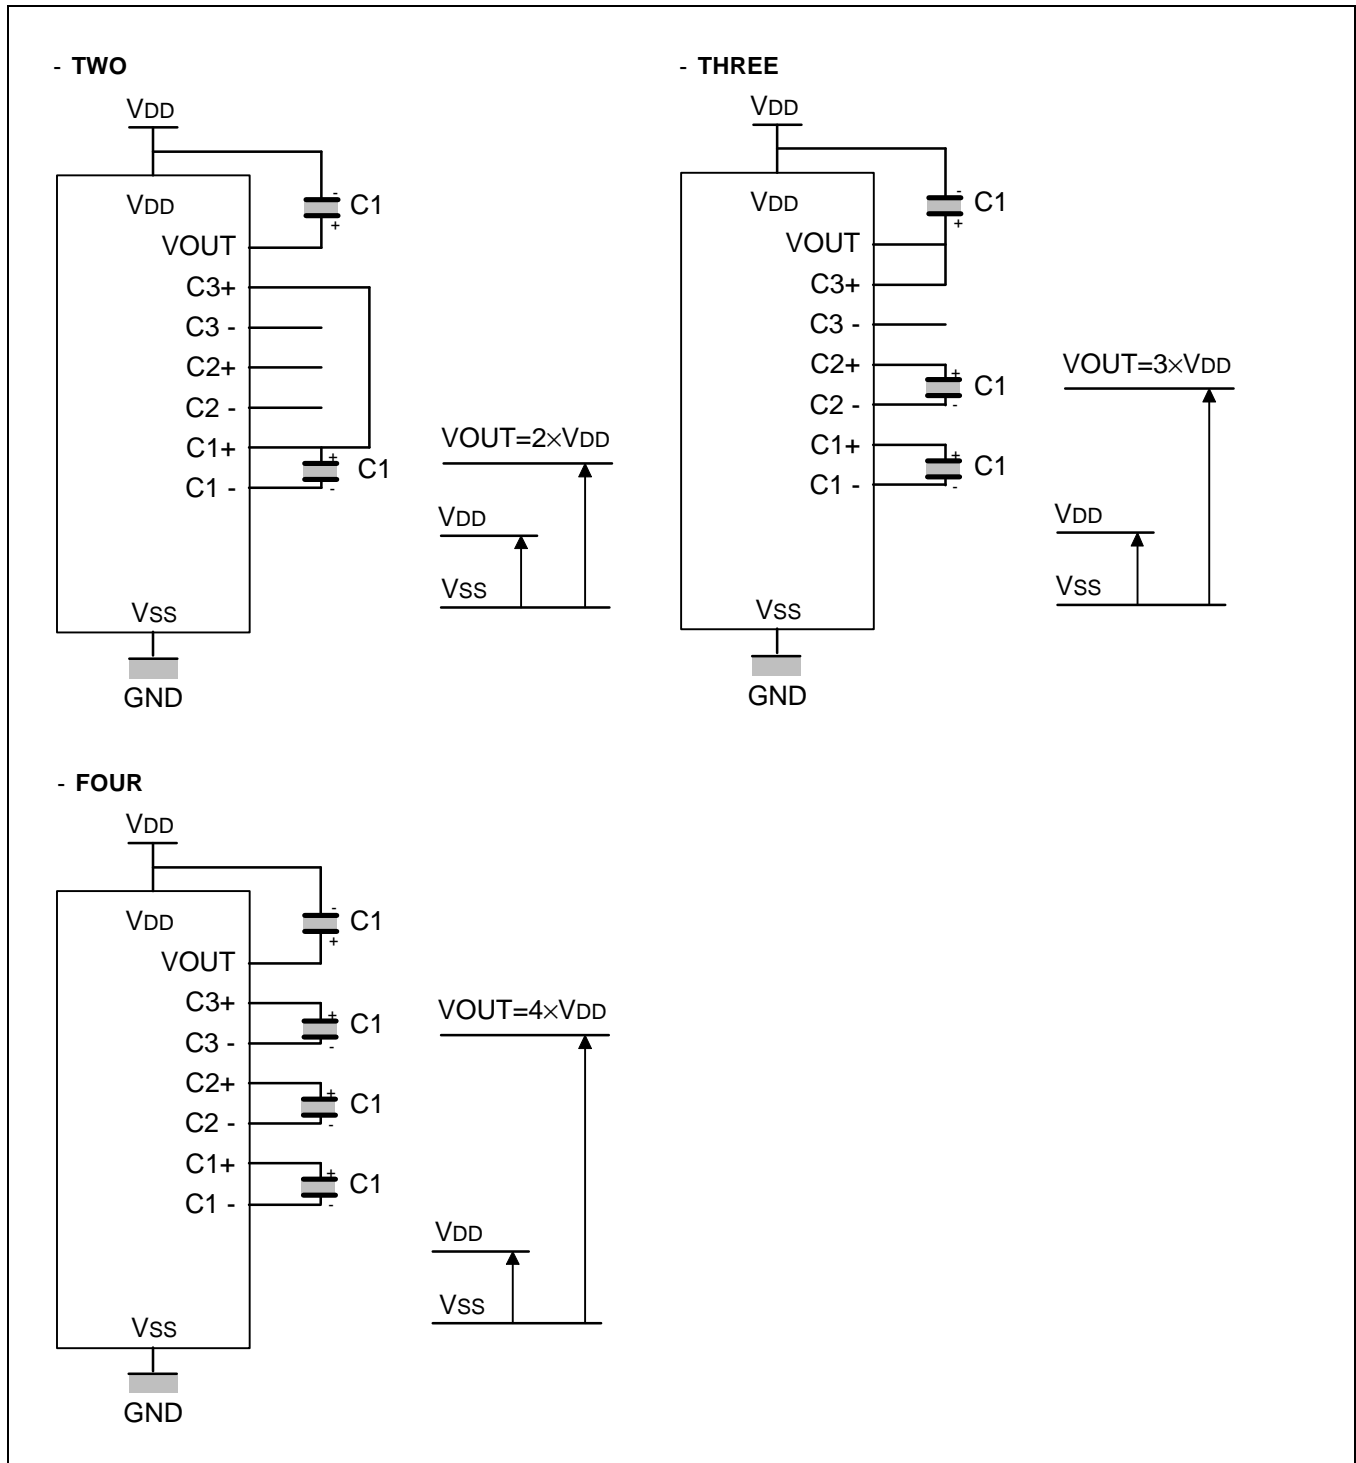 - TWO
VDD
VDD
-
C1
+
VOUT
C3+
C3 -
C2+
C2 -
C1+
+
C1
C1 -
-
VSS
GND
VOUT=2×VDD
VDD
VSS
- THREE
VDD
VDD
-
C1
+
VOUT
C3+
C3 -
C2+
+
C1
C2 -
-
C1+
+
C1
C1 -
-
VSS
GND
VOUT=3×VDD
VDD
VSS
- FOUR
VDD
VDD
-
C1
+
VOUT
C3+
+
C1
C3 -
-
C2+
+
C1
C2 -
-
C1+
+
C1
C1 -
-
VSS
GND
VOUT=4×VDD
VDD
VSS